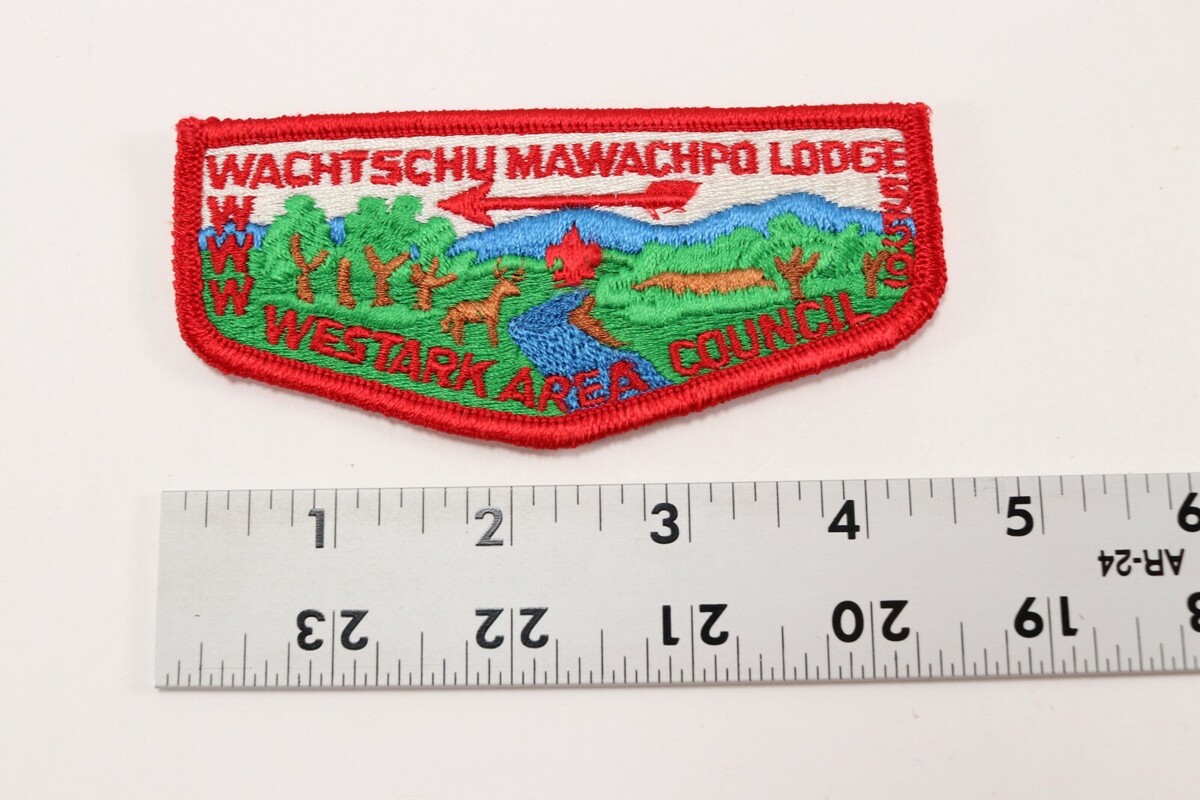 WACHTSCHU MAWACHPO LODGE
WWW
559
WESTARK AREA COUNCIL
1 2 3 4 5 6
AR-24
23 22 21 20 19